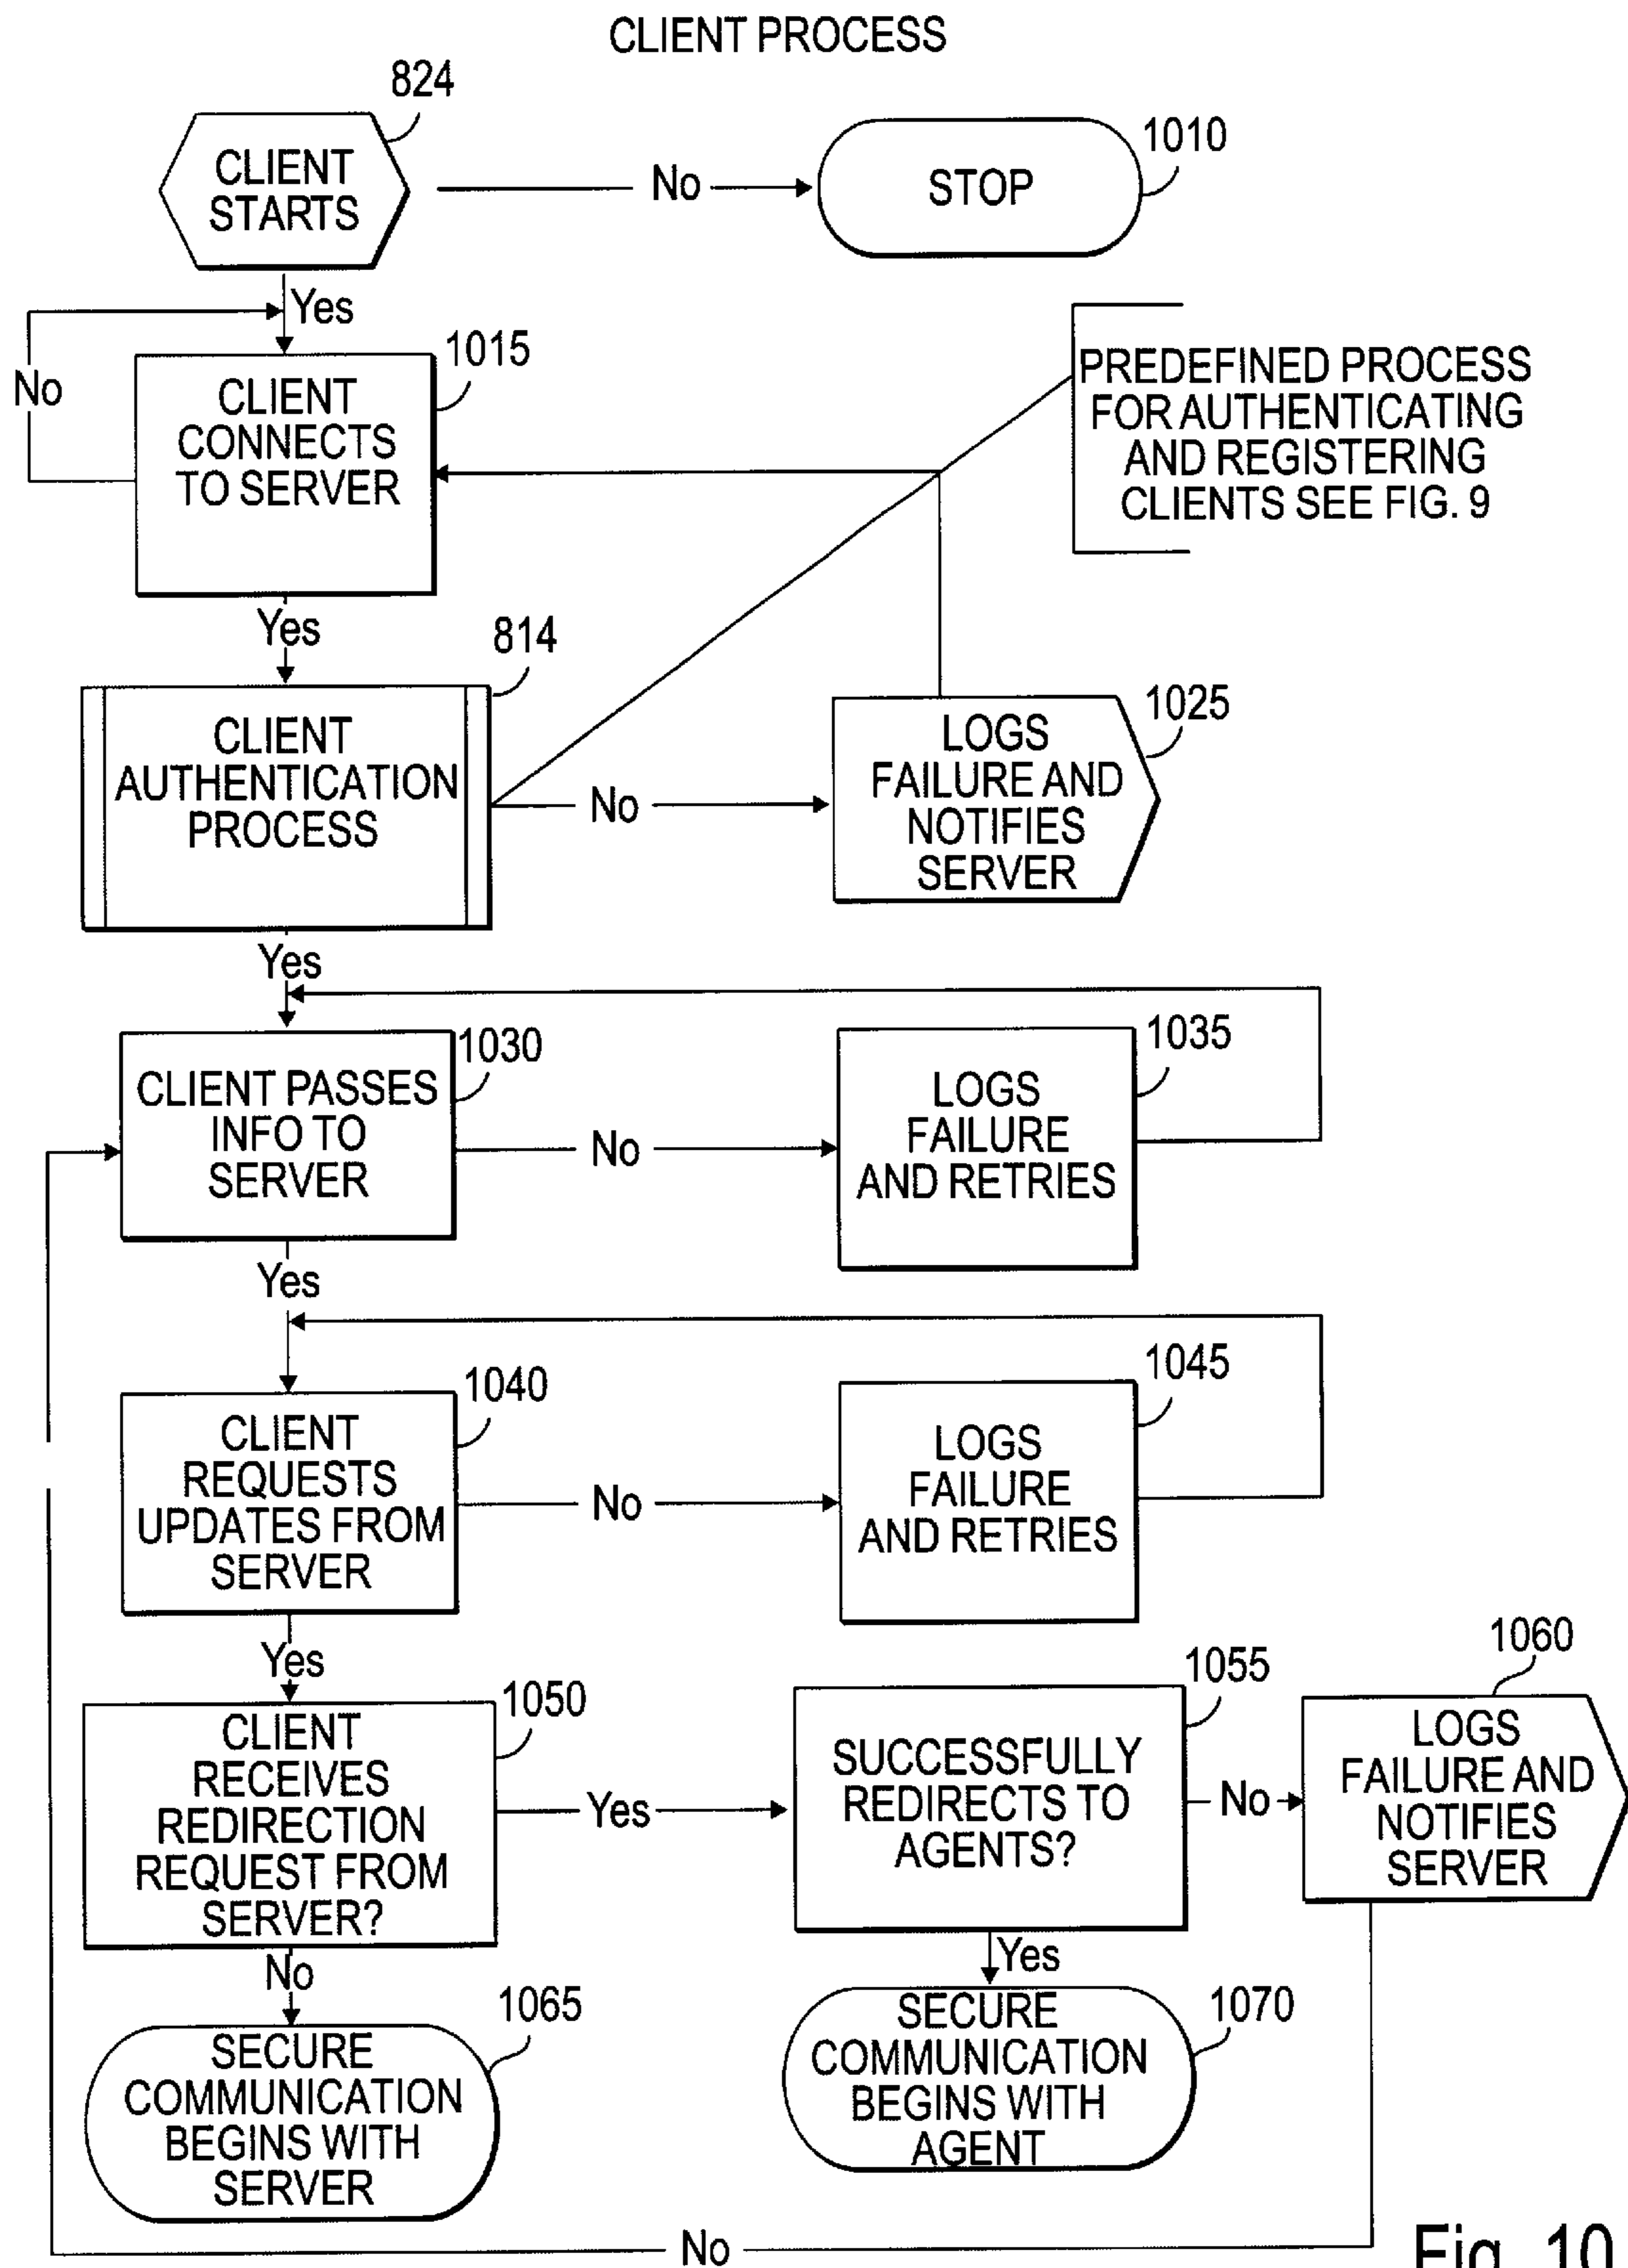 CLIENT PROCESS
824
CLIENT
STARTS
No
STOP
1010
Yes
No
1015
CLIENT
CONNECTS
TO SERVER
PREDEFINED PROCESS
FOR AUTHENTICATING
AND REGISTERING
CLIENTS SEE FIG. 9
Yes
814
CLIENT
AUTHENTICATION
PROCESS
No
1025
LOGS
FAILURE AND
NOTIFIES
SERVER
Yes
1030
CLIENT PASSES
INFO TO
SERVER
No
1035
LOGS
FAILURE
AND RETRIES
Yes
1040
CLIENT
REQUESTS
UPDATES FROM
SERVER
No
1045
LOGS
FAILURE
AND RETRIES
Yes
1050
CLIENT
RECEIVES
REDIRECTION
REQUEST FROM
SERVER?
Yes
1055
SUCCESSFULLY
REDIRECTS TO
AGENTS?
No
1060
LOGS
FAILURE AND
NOTIFIES
SERVER
No
1065
SECURE
COMMUNICATION
BEGINS WITH
SERVER
Yes
1070
SECURE
COMMUNICATION
BEGINS WITH
AGENT
No
Fig. 10